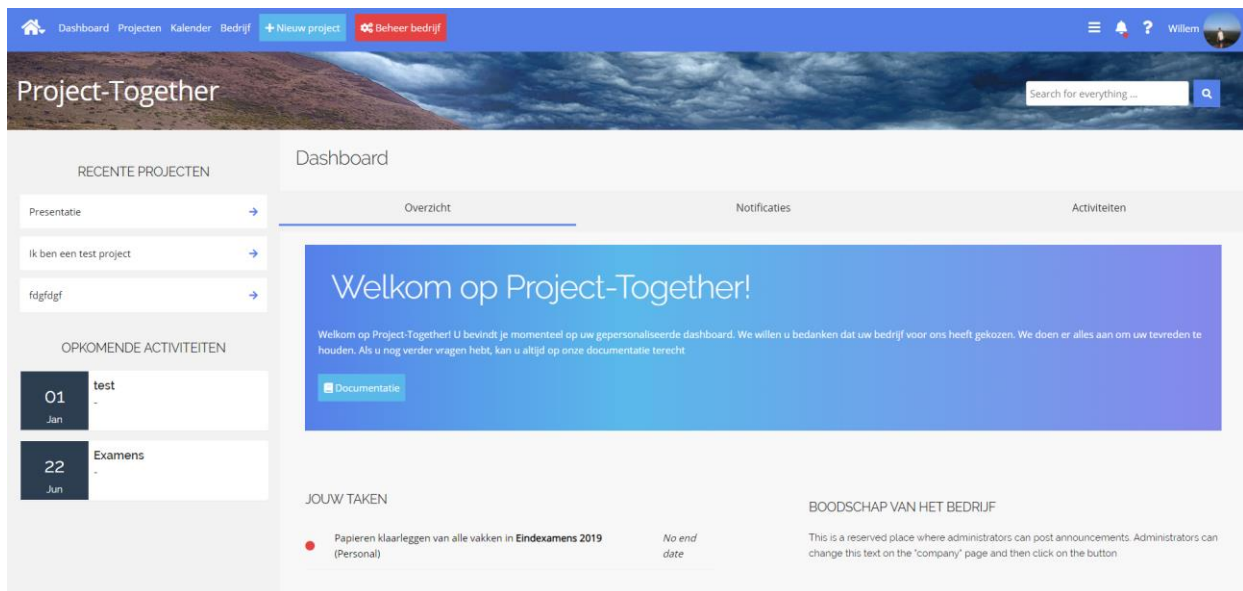 Dashboard Projecten Kalender Bedrijf + Nieuw project Beheer bedrijf ? Willem
Project-Together
Search for everything ...
RECENTE PROJECTEN
Presentatie
Ik ben een test project
fdgfdgf
OPKOMENDE ACTIVITEITEN
01
Jan
test
-
22
Jun
Examens
-
Dashboard
Overzicht Notificaties Activiteiten
Welkom op Project-Together!
Welkom op Project-Together! U bevindt je momenteel op uw gepersonaliseerde dashboard. We willen u bedanken dat uw bedrijf voor ons heeft gekozen. We doen er alles aan om uw tevreden te
houden. Als u nog verder vragen hebt, kan u altijd op onze documentatie terecht
Documentatie
JOUW TAKEN
Papieren klaarleggen van alle vakken in Eindexamens 2019
(Personal)
No end
date
BOODSCHAP VAN HET BEDRIJF
This is a reserved place where administrators can post announcements. Administrators can
change this text on the "company" page and then click on the button